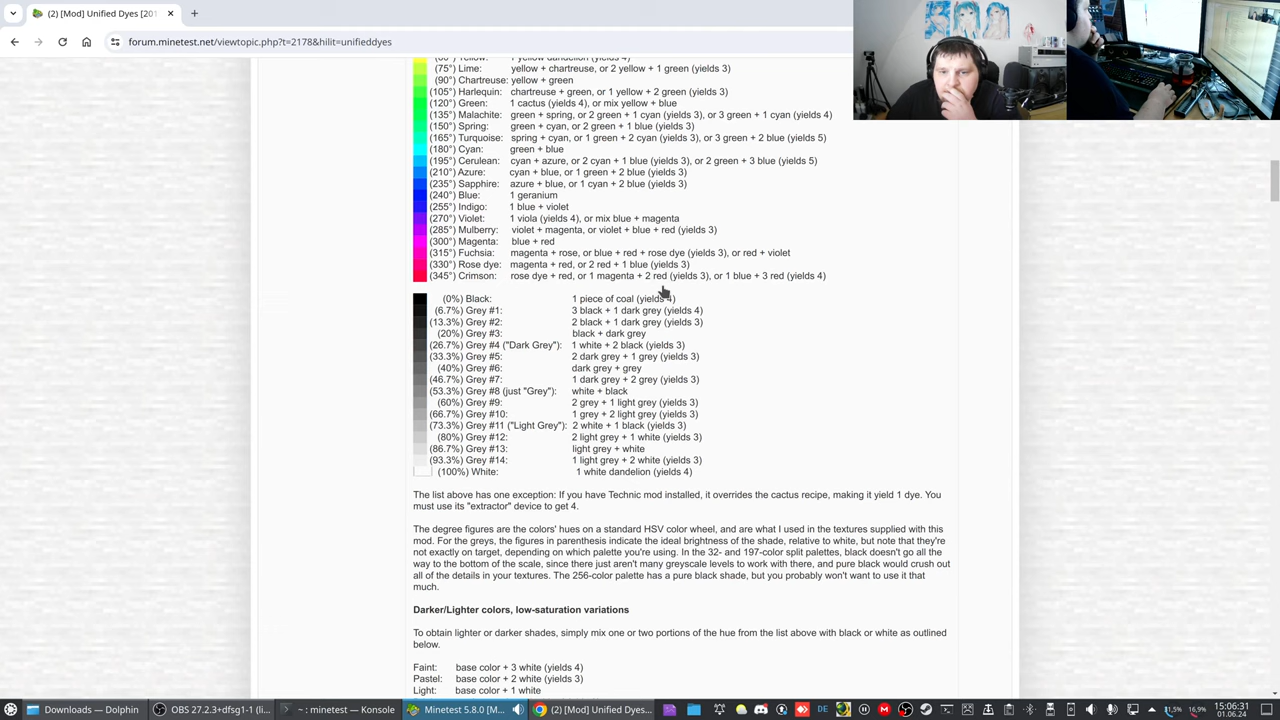 (2) [Mod] Unified Dyes [201
forum.minetest.net/viewtopic.php?t=2178&hilit=unifieddyes
(75°) Lime: yellow + chartreuse, or 2 yellow + 1 green (yields 3)
(90°) Chartreuse: yellow + green
(105°) Harlequin: chartreuse + green, or 1 yellow + 2 green (yields 3)
(120°) Green: 1 cactus (yields 4), or mix yellow + blue
(135°) Malachite: green + spring, or 2 green + 1 cyan (yields 3), or 3 green + 1 cyan (yields 4)
(150°) Spring: green + cyan, or 2 green + 1 blue (yields 3)
(165°) Turquoise: spring + cyan, or 1 green + 2 cyan (yields 3), or 3 green + 2 blue (yields 5)
(180°) Cyan: green + blue
(195°) Cerulean: cyan + azure, or 2 cyan + 1 blue (yields 3), or 2 green + 3 blue (yields 5)
(210°) Azure: cyan + blue, or 1 green + 2 blue (yields 3)
(235°) Sapphire: azure + blue, or 1 cyan + 2 blue (yields 3)
(240°) Blue: 1 geranium
(255°) Indigo: 1 blue + violet
(270°) Violet: 1 viola (yields 4), or mix blue + magenta
(285°) Mulberry: violet + magenta, or violet + blue + red (yields 3)
(300°) Magenta: blue + red
(315°) Fuchsia: magenta + rose, or blue + red + rose dye (yields 3), or red + violet
(330°) Rose dye: magenta + red, or 2 red + 1 blue (yields 3)
(345°) Crimson: rose dye + red, or 1 magenta + 2 red (yields 3), or 1 blue + 3 red (yields 4)
(0%) Black: 1 piece of coal (yields 4)
(6.7%) Grey #1: 3 black + 1 dark grey (yields 4)
(13.3%) Grey #2: 2 black + 1 dark grey (yields 3)
(20%) Grey #3: black + dark grey
(26.7%) Grey #4 ("Dark Grey"): 1 white + 2 black (yields 3)
(33.3%) Grey #5: 2 dark grey + 1 grey (yields 3)
(40%) Grey #6: dark grey + grey
(46.7%) Grey #7: 1 dark grey + 2 grey (yields 3)
(53.3%) Grey #8 (just "Grey"): white + black
(60%) Grey #9: 2 grey + 1 light grey (yields 3)
(66.7%) Grey #10: 1 grey + 2 light grey (yields 3)
(73.3%) Grey #11 ("Light Grey"): 2 white + 1 black (yields 3)
(80%) Grey #12: 2 light grey + 1 white (yields 3)
(86.7%) Grey #13: light grey + white
(93.3%) Grey #14: 1 light grey + 2 white (yields 3)
(100%) White: 1 white dandelion (yields 4)
The list above has one exception: If you have Technic mod installed, it overrides the cactus recipe, making it yield 1 dye. You
must use its "extractor" device to get 4.
The degree figures are the colors' hues on a standard HSV color wheel, and are what I used in the textures supplied with this
mod. For the greys, the figures in parenthesis indicate the ideal brightness of the shade, relative to white, but note that they're
not exactly on target, depending on which palette you're using. In the 32- and 197-color split palettes, black doesn't go all the
way to the bottom of the scale, since there just aren't many greyscale levels to work with there, and pure black would crush out
all of the details in your textures. The 256-color palette has a pure black shade, but you probably won't want to use it that
much.
Darker/Lighter colors, low-saturation variations
To obtain lighter or darker shades, simply mix one or two portions of the hue from the list above with black or white as outlined
below.
Faint: base color + 3 white (yields 4)
Pastel: base color + 2 white (yields 3)
Light: base color + 1 white
Downloads — Dolphin
OBS 27.2.3+dfsg1-1 (li...
~ : minetest — Konsole
Minetest 5.8.0 [M...
(2) [Mod] Unified Dyes...
DE
11,5%
16,9%
15:06:31
01.06.24